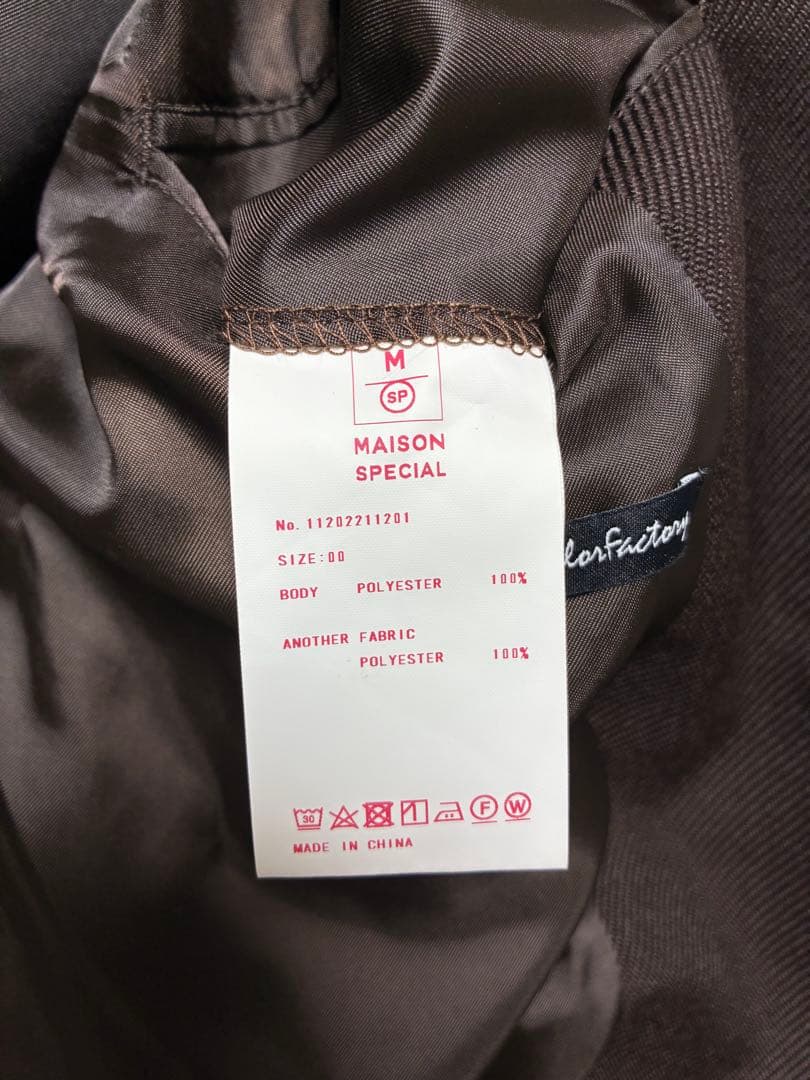 M
SP
MAISON
SPECIAL
No. 11202211201
SIZE:00
BODY POLYESTER 100%
ANOTHER FABRIC
POLYESTER 100%
30
F W
MADE IN CHINA
lorfactory